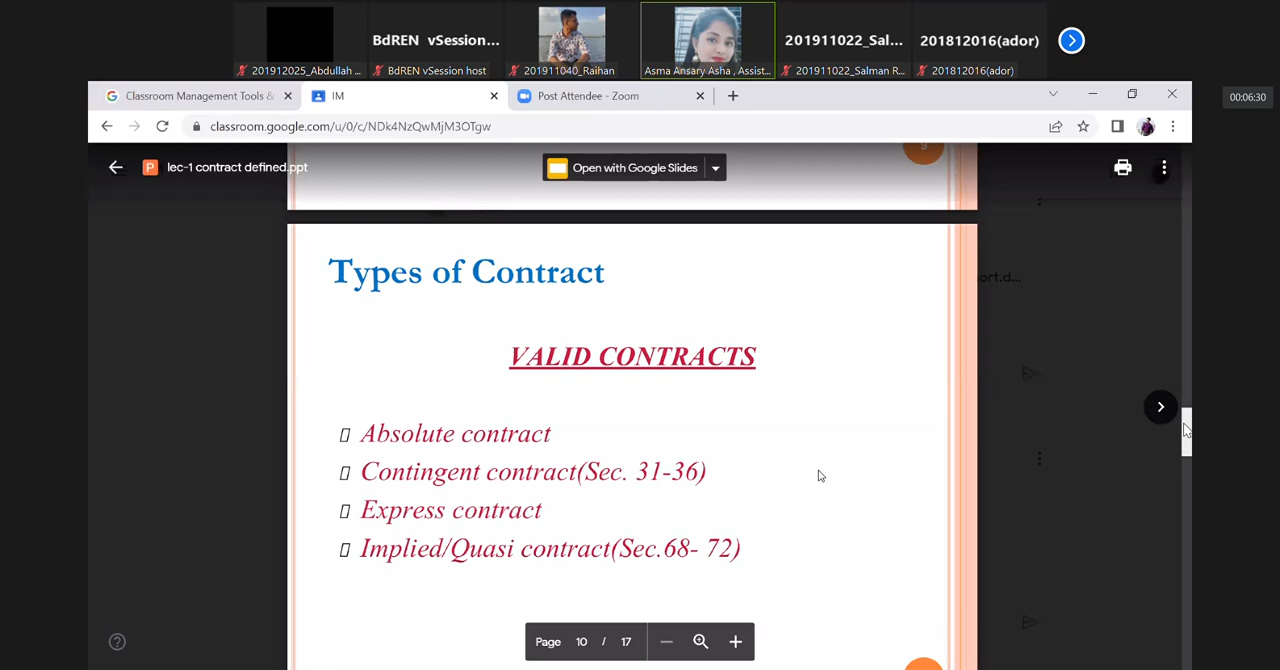 BdREN vSession...
201911022_Sal...
201812016(ador)
201912025_Abdullah ...
BdREN vSession host
201911040_Raihan
Asma Ansary Asha , Assist...
201911022_Salman R...
201812016(ador)
Classroom Management Tools &
IM
Post Attendee - Zoom
00:06:30
classroom.google.com/u/0/c/NDk4NzQwMjM3OTgw
lec-1 contract defined.ppt
Open with Google Slides
9
Types of Contract
ort.d...
VALID CONTRACTS
Absolute contract
Contingent contract(Sec. 31-36)
Express contract
Implied/Quasi contract(Sec.68- 72)
Page 10 / 17